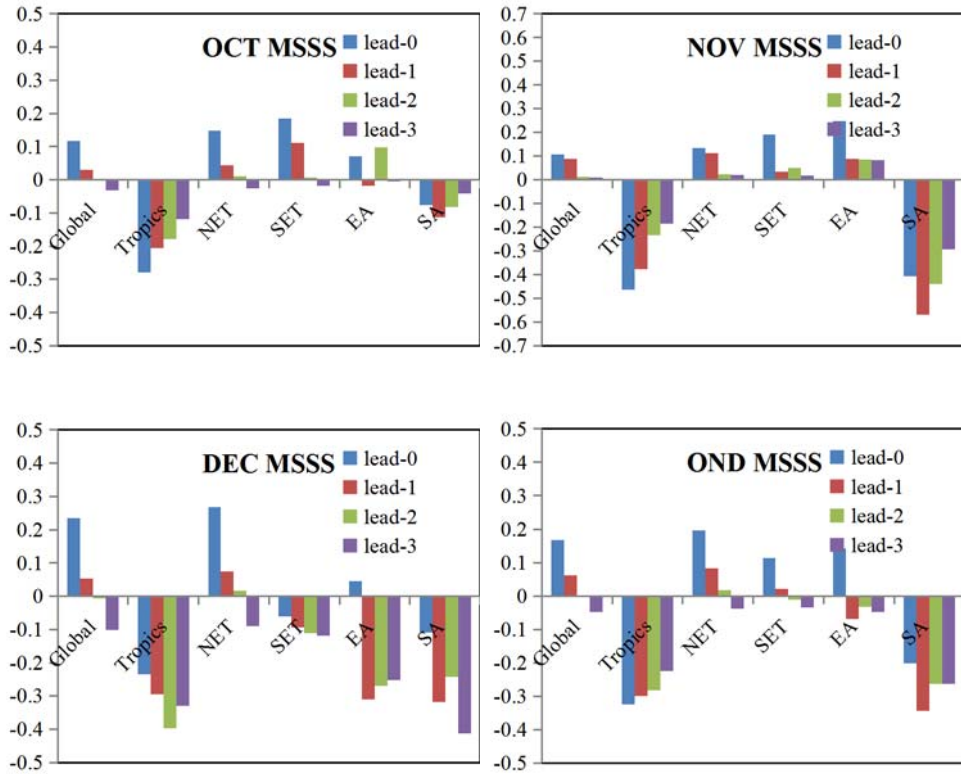 OCT MSSS
lead-0
lead-1
lead-2
lead-3
0.5
0.4
0.3
0.2
0.1
0
-0.1
-0.2
-0.3
-0.4
-0.5
Global
Tropics
NET
SET
EA
SA
NOV MSSS
lead-0
lead-1
lead-2
lead-3
0.7
0.6
0.5
0.4
0.3
0.2
0.1
0
-0.1
-0.2
-0.3
-0.4
-0.5
-0.6
-0.7
Global
Tropics
NET
SET
EA
SA
DEC MSSS
lead-0
lead-1
lead-2
lead-3
0.5
0.4
0.3
0.2
0.1
0
-0.1
-0.2
-0.3
-0.4
-0.5
Global
Tropics
NET
SET
EA
SA
OND MSSS
lead-0
lead-1
lead-2
lead-3
0.5
0.4
0.3
0.2
0.1
0
-0.1
-0.2
-0.3
-0.4
-0.5
Global
Tropics
NET
SET
EA
SA